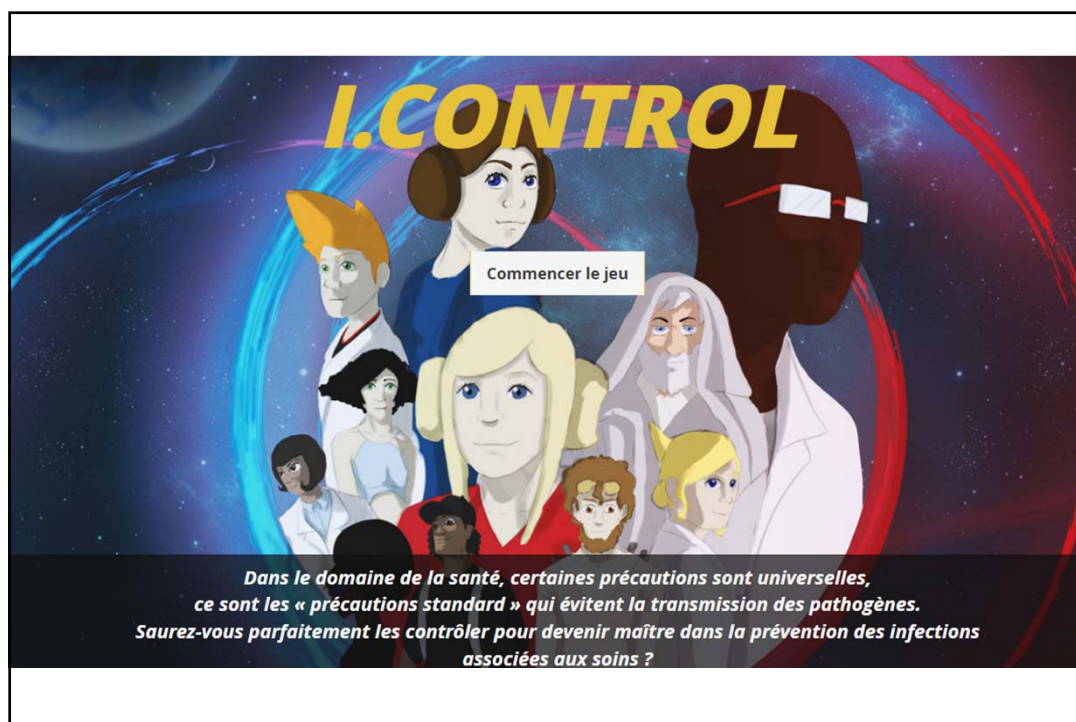 I.CONTROL
Commencer le jeu
Dans le domaine de la santé, certaines précautions sont universelles,
ce sont les « précautions standard » qui évitent la transmission des pathogènes.
Saurez-vous parfaitement les contrôler pour devenir maître dans la prévention des infections
associées aux soins ?